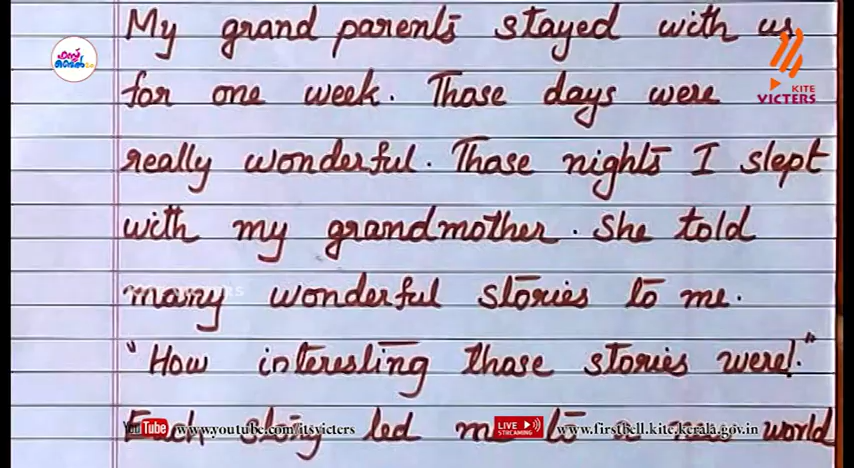 My grand parents stayed with us
for one week. Those days were
really wonderful. Those nights I slept
with my grandmother. She told
many wonderful stories to me.
"How interesting those stories were!."
Each story led me to a new world
KITE
VICTERS
YouTube www.youtube.com/itsvicters
LIVE STREAMING www.firstbell.kite.kerala.gov.in